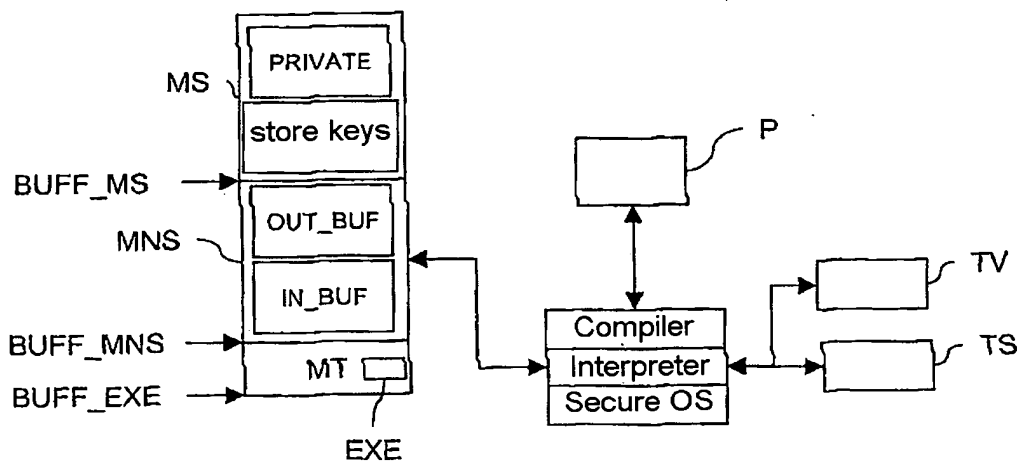 PRIVATE
MS
store keys
P
BUFF_MS
OUT_BUF
MNS
TV
IN_BUF
Compiler
BUFF_MNS
Interpreter
TS
MT
Secure OS
BUFF_EXE
EXE